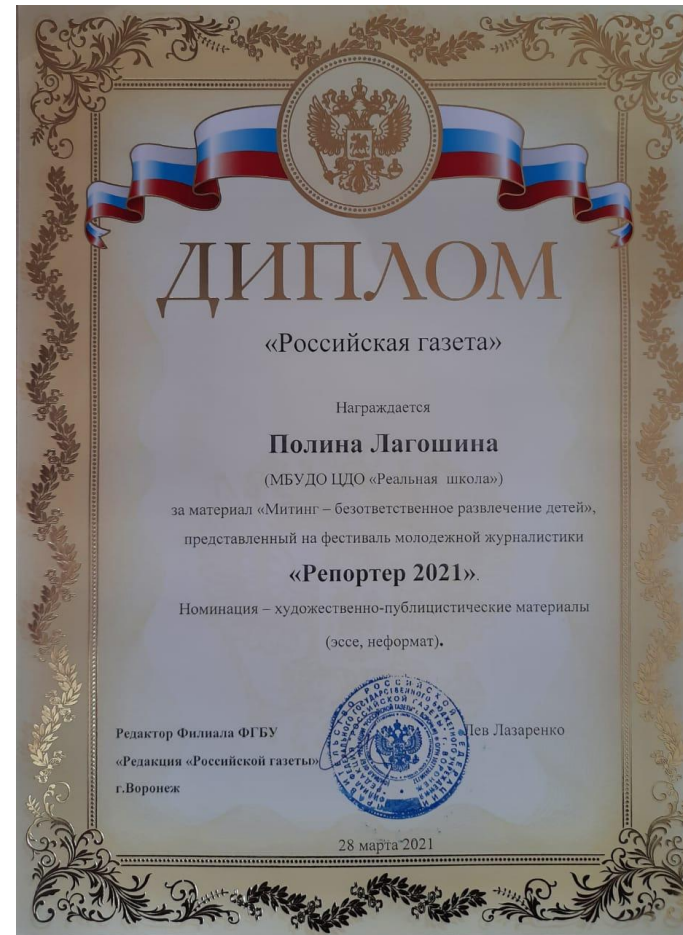 ДИПЛОМ
«Российская газета»
Награждается
Полина Лагошина
(МБУДО ЦДО «Реальная школа»)
за материал «Митинг – безответственное развлечение детей»,
представленный на фестиваль молодежной журналистики
«Репортер 2021».
Номинация – художественно-публицистические материалы
(эссе, неформат).
Редактор Филиала ФГБУ
«Редакция «Российской газеты»
г.Воронеж
Лев Лазаренко
28 марта 2021